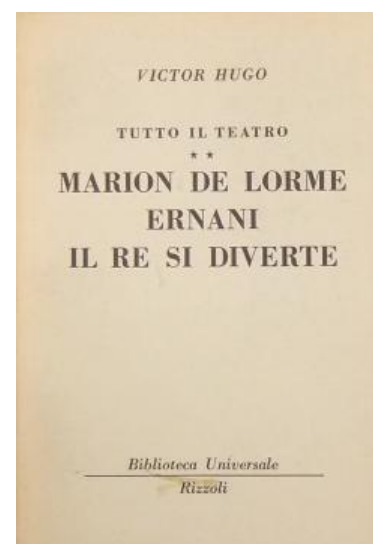 VICTOR HUGO
TUTTO IL TEATRO
★ ★
MARION DE LORME
ERNANI
IL RE SI DIVERTE
Biblioteca Universale
Rizzoli